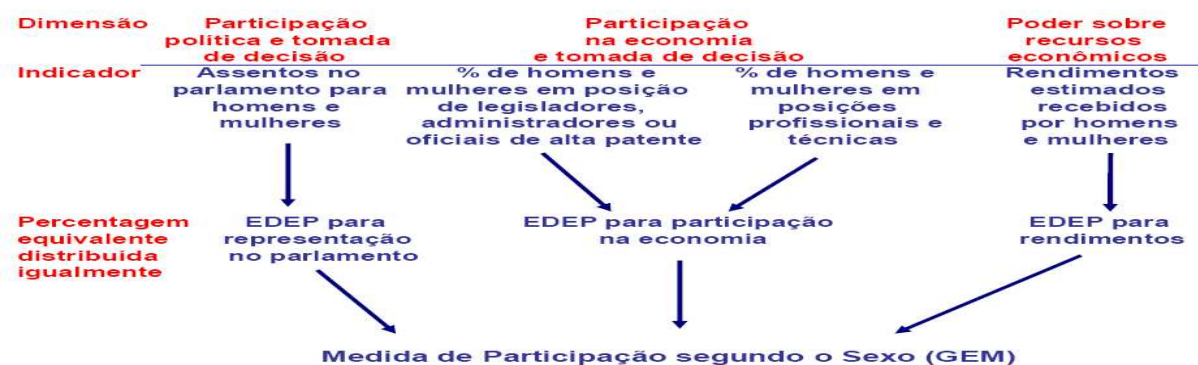 Dimensão
Participação
política e tomada
de decisão
Participação
na economia
e tomada de decisão
Poder sobre
recursos
econômicos
Indicador
Assentos no
parlamento para
homens e
mulheres
% de homens e
mulheres em posição
de legisladores,
administradores ou
oficiais de alta patente
% de homens e
mulheres em
posições
profissionais e
técnicas
Rendimentos
estimados
recebidos
por homens
e mulheres
Percentagem
equivalente
distribuida
igualmente
EDEP para
representação
no parlamento
EDEP para participação
na economia
EDEP para
rendimentos
Medida de Participação segundo o Sexo (GEM)